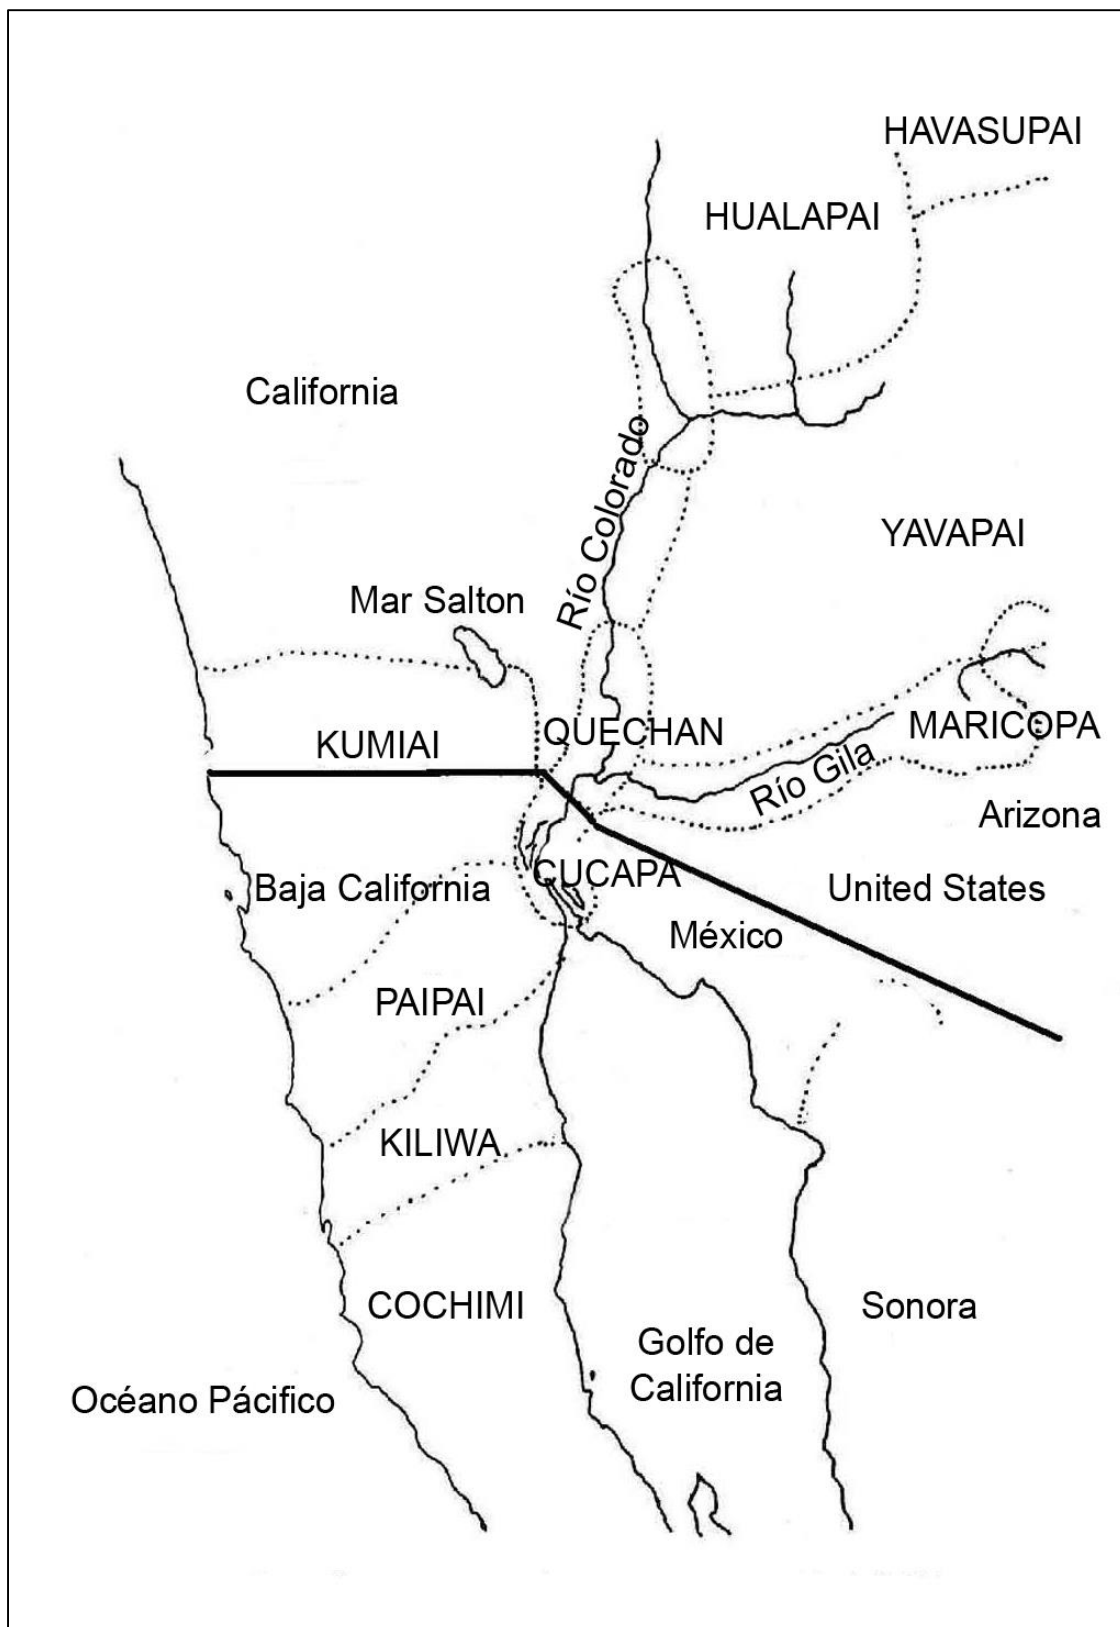 HAVASUPAI
HUALAPAI
California
Río Colorado
YAVAPAI
Mar Salton
KUMIAI
QUECHAN
MARICOPA
Río Gila
Arizona
CUCAPA
Baja California
United States
México
PAIPAI
KILIWA
COCHIMI
Sonora
Golfo de
California
Océano Pácifico